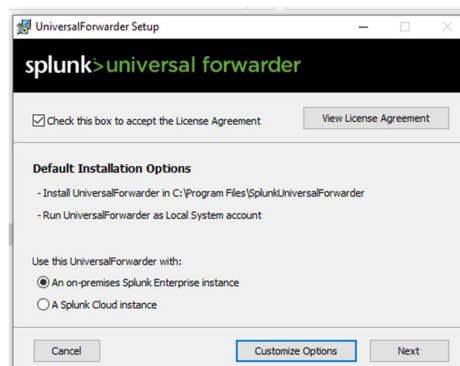 UniversalForwarder Setup
splunk>universal forwarder
Check this box to accept the License Agreement
View License Agreement
Default Installation Options
- Install UniversalForwarder in C:\Program Files\SplunkUniversalForwarder
- Run UniversalForwarder as Local System account
Use this UniversalForwarder with:
An on-premises Splunk Enterprise instance
A Splunk Cloud instance
Cancel
Customize Options
Next